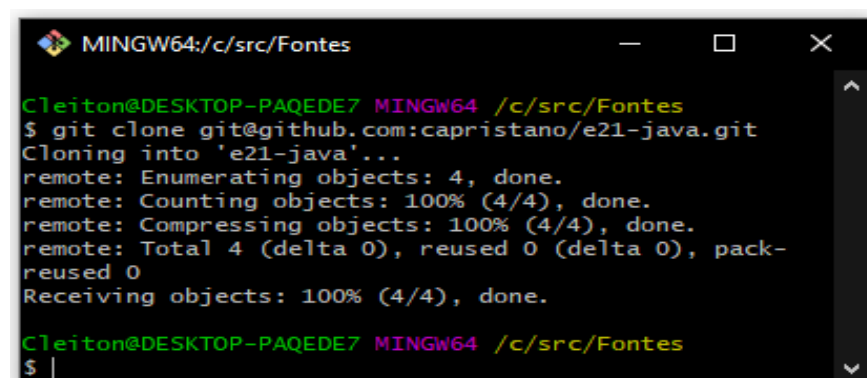 MINGW64:/c/src/Fontes
Cleiton@DESKTOP-PAQEDE7 MINGW64 /c/src/Fontes
$ git clone git@github.com:capristano/e21-java.git
Cloning into 'e21-java'...
remote: Enumerating objects: 4, done.
remote: Counting objects: 100% (4/4), done.
remote: Compressing objects: 100% (4/4), done.
remote: Total 4 (delta 0), reused 0 (delta 0), pack-
reused 0
Receiving objects: 100% (4/4), done.
Cleiton@DESKTOP-PAQEDE7 MINGW64 /c/src/Fontes
$